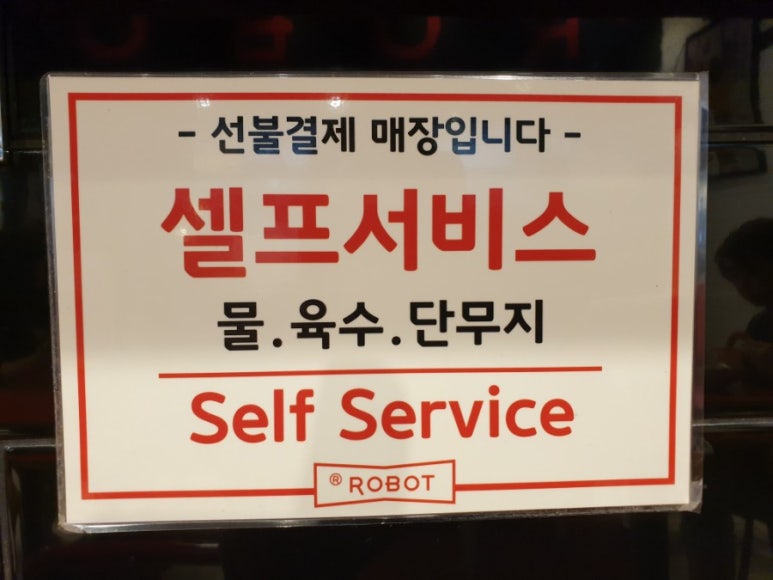 - 선불결제 매장입니다 -
셀프서비스
물.육수.단무지
Self Service
® ROBOT